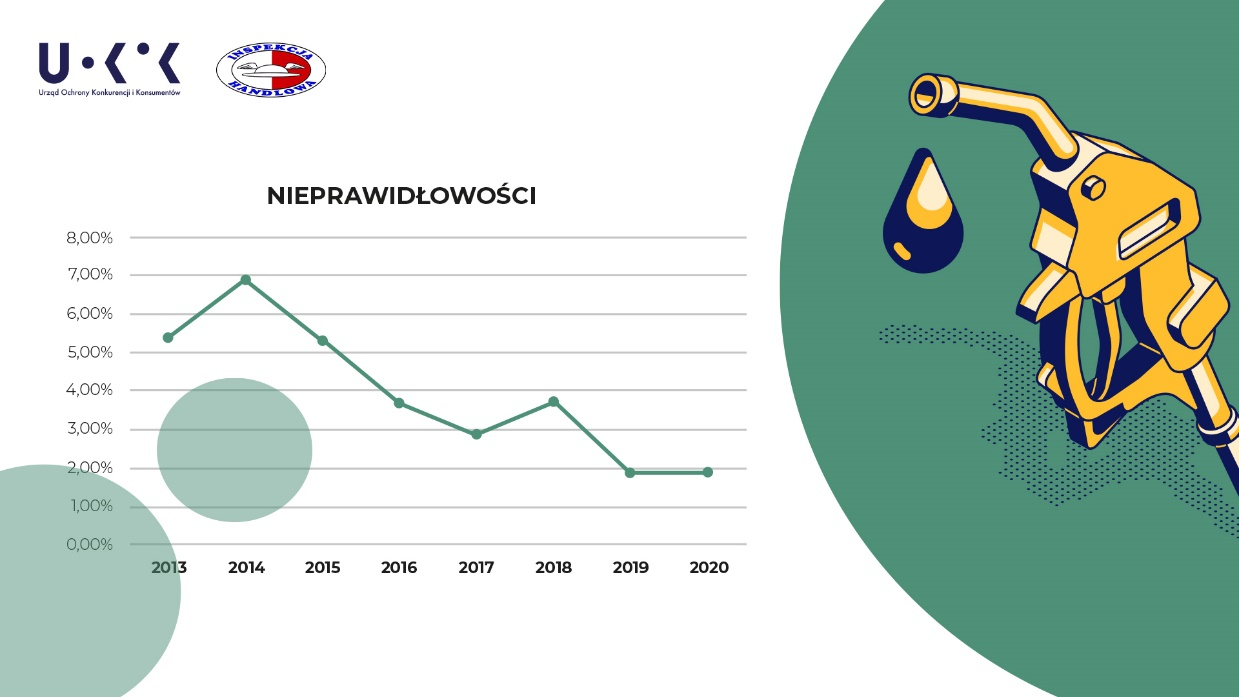 U·K·K
Urząd Ochrony Konkurencji i Konsumentów
INSPEKCJA
HANDLOWA
NIEPRAWIDŁOWOŚCI
8,00%
7,00%
6,00%
5,00%
4,00%
3,00%
2,00%
1,00%
0,00%
2013 2014 2015 2016 2017 2018 2019 2020